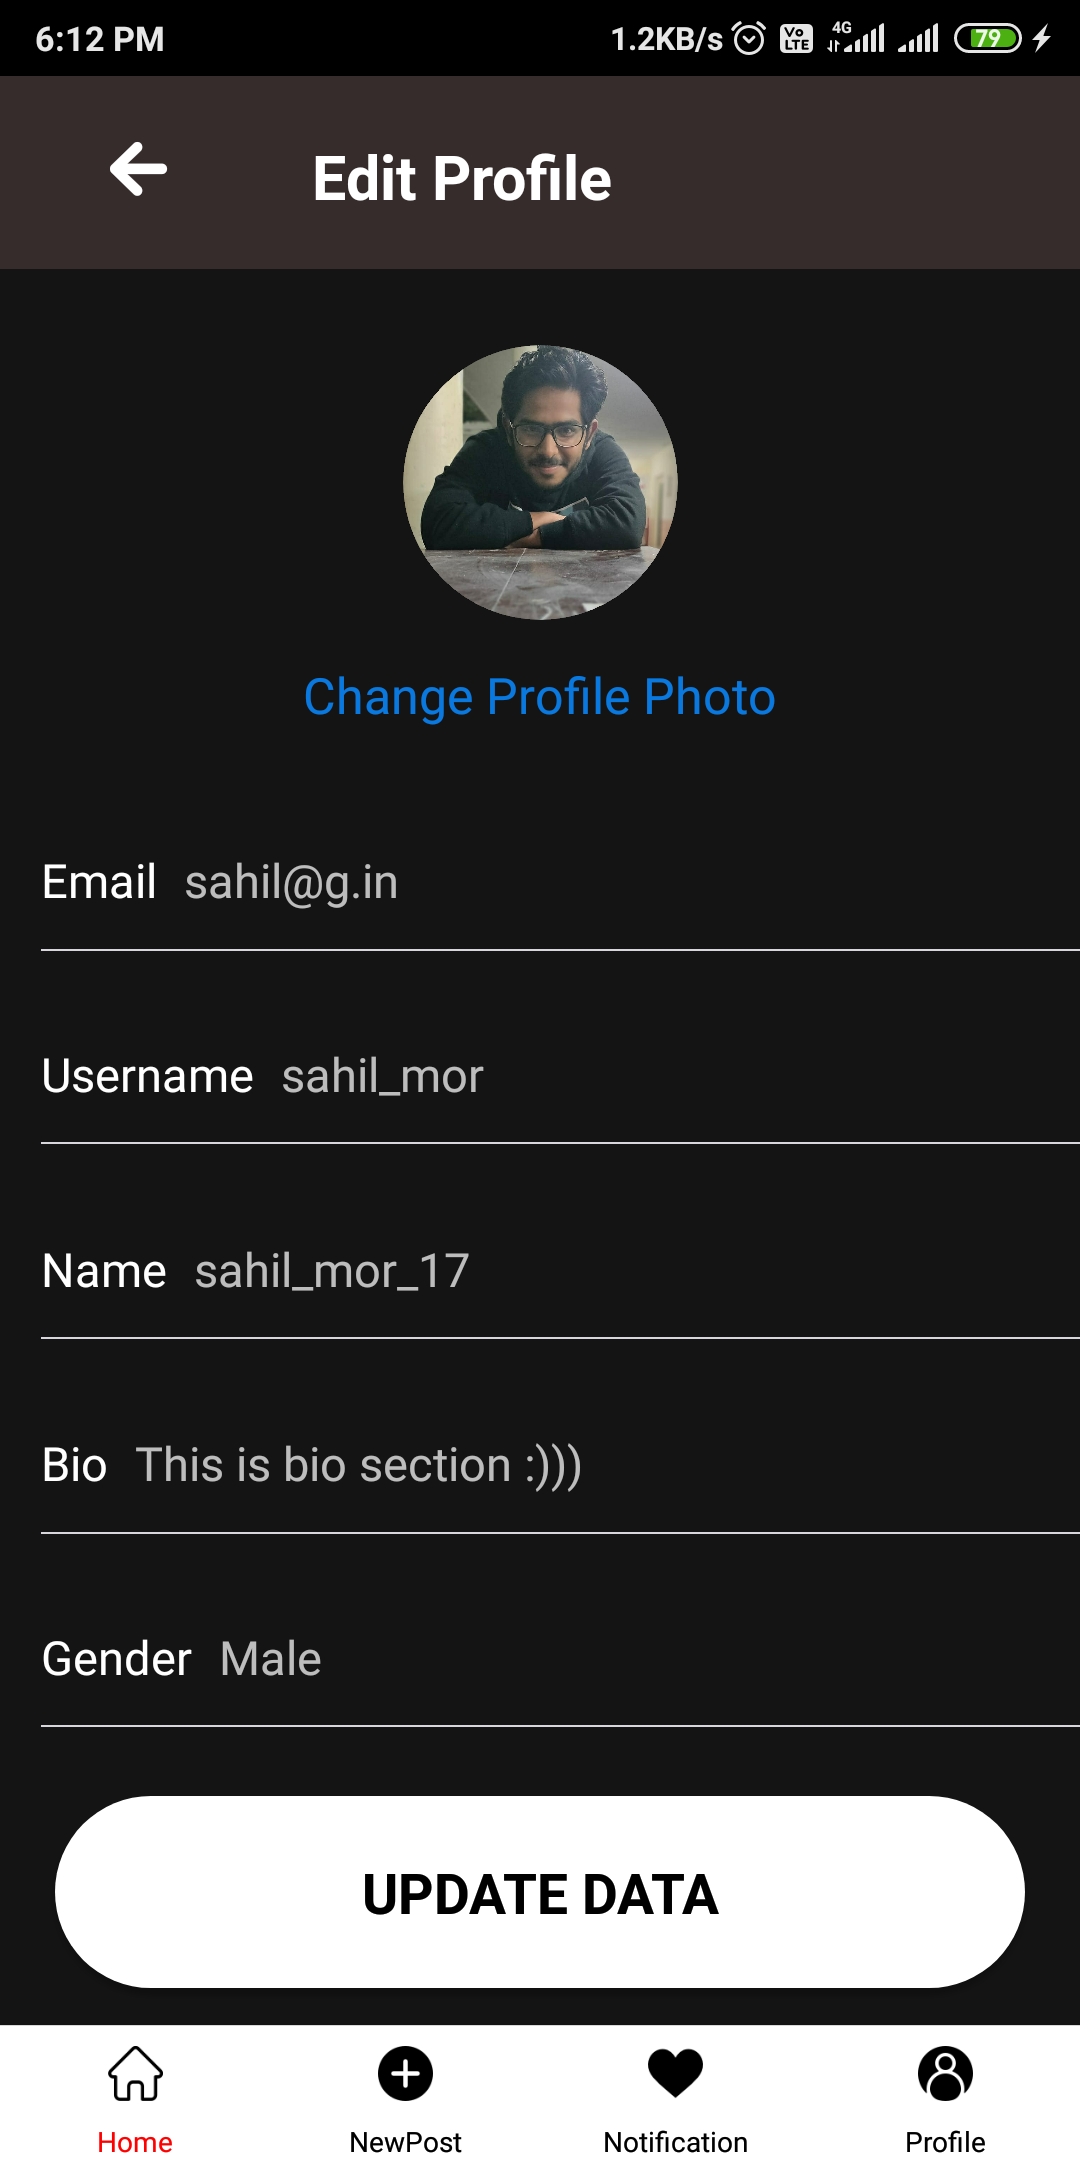 6:12 PM 1.2KB/s Vo LTE 4G 79
Edit Profile
Change Profile Photo
Email sahil@g.in
Username sahil_mor
Name sahil_mor_17
Bio This is bio section :)))
Gender Male
UPDATE DATA
Home NewPost Notification Profile